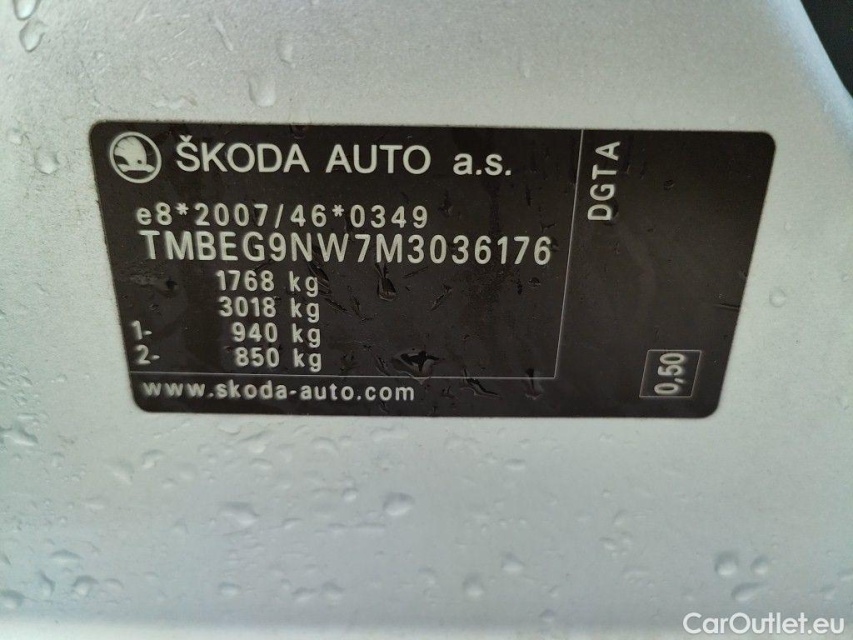 ŠKODA AUTO a.s.
e8*2007/46*0349
TMBEG9NW7M3036176
1768 kg
3018 kg
1- 940 kg
2- 850 kg
www.skoda-auto.com
DGTA
0,50
CarOutlet.eu